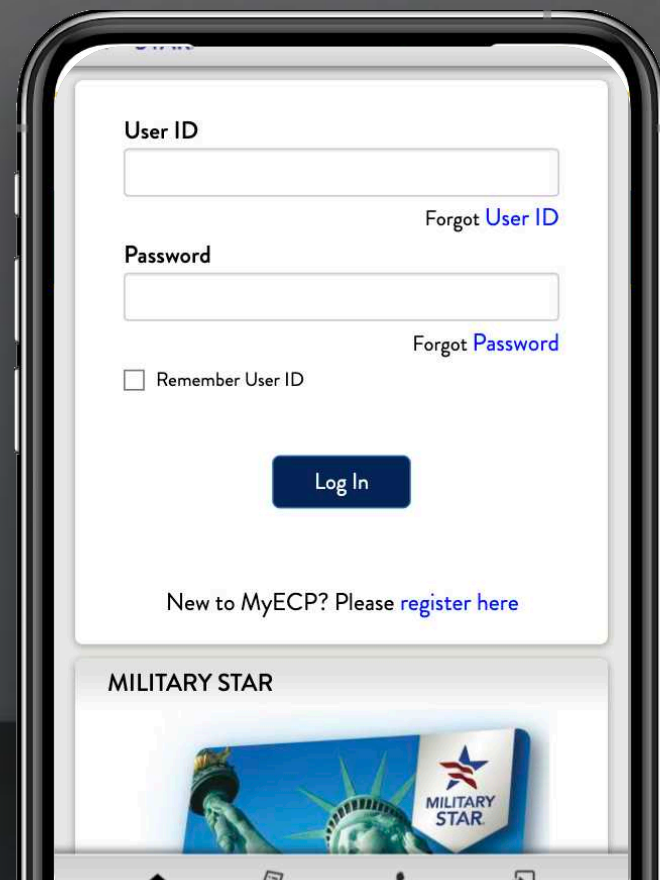 User ID
Forgot User ID
Password
Forgot Password
Remember User ID
Log In
New to MyECP? Please register here
MILITARY STAR
MILITARY
STAR